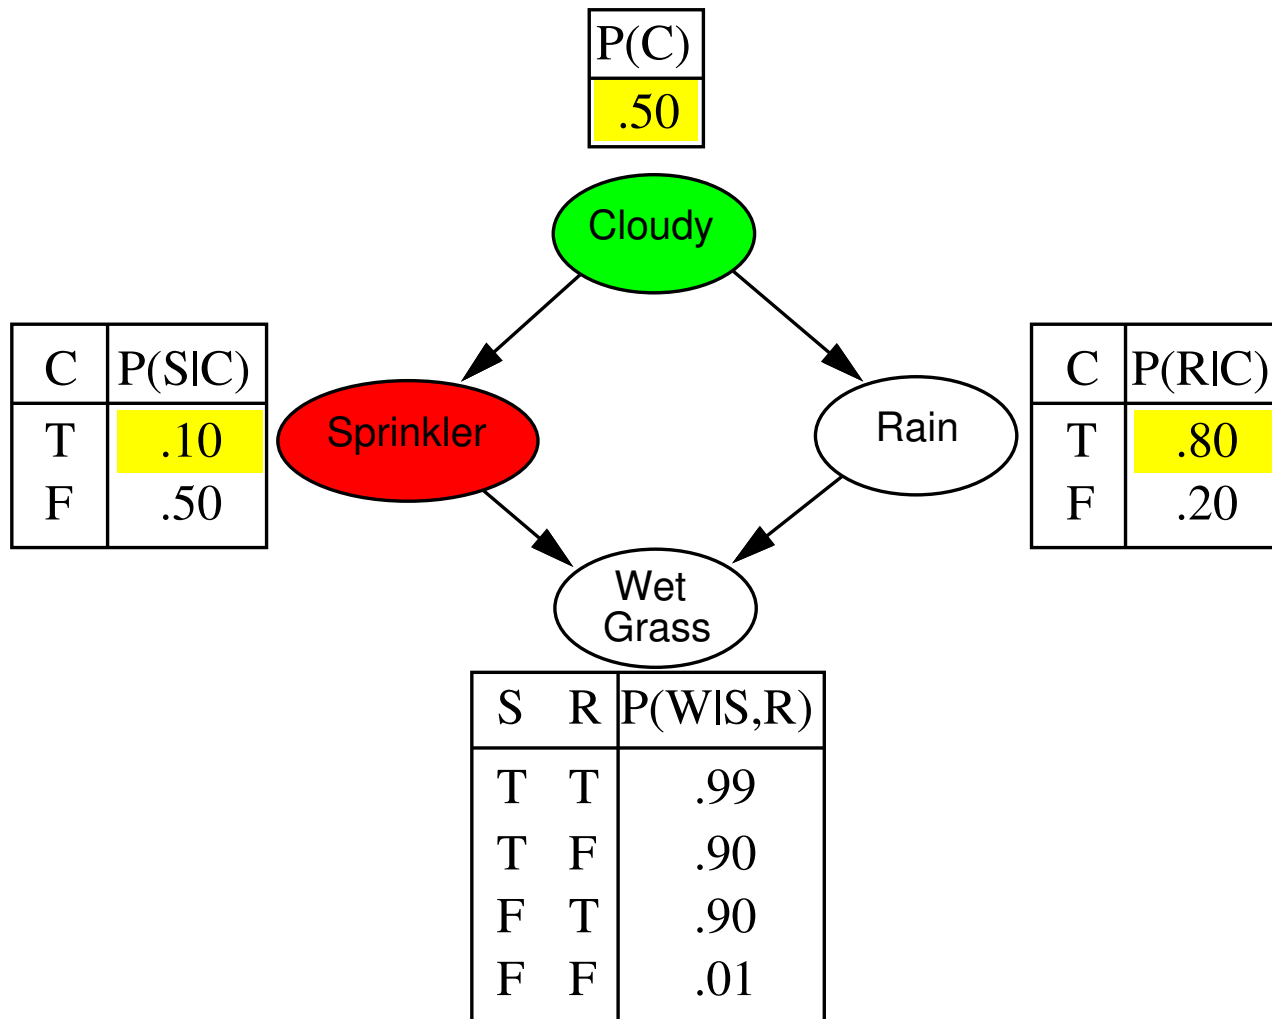 P(C)
.50
Cloudy
C P(S|C)
T .10
F .50
Sprinkler
Rain
C P(R|C)
T .80
F .20
Wet
Grass
S R P(W|S,R)
T T .99
T F .90
F T .90
F F .01